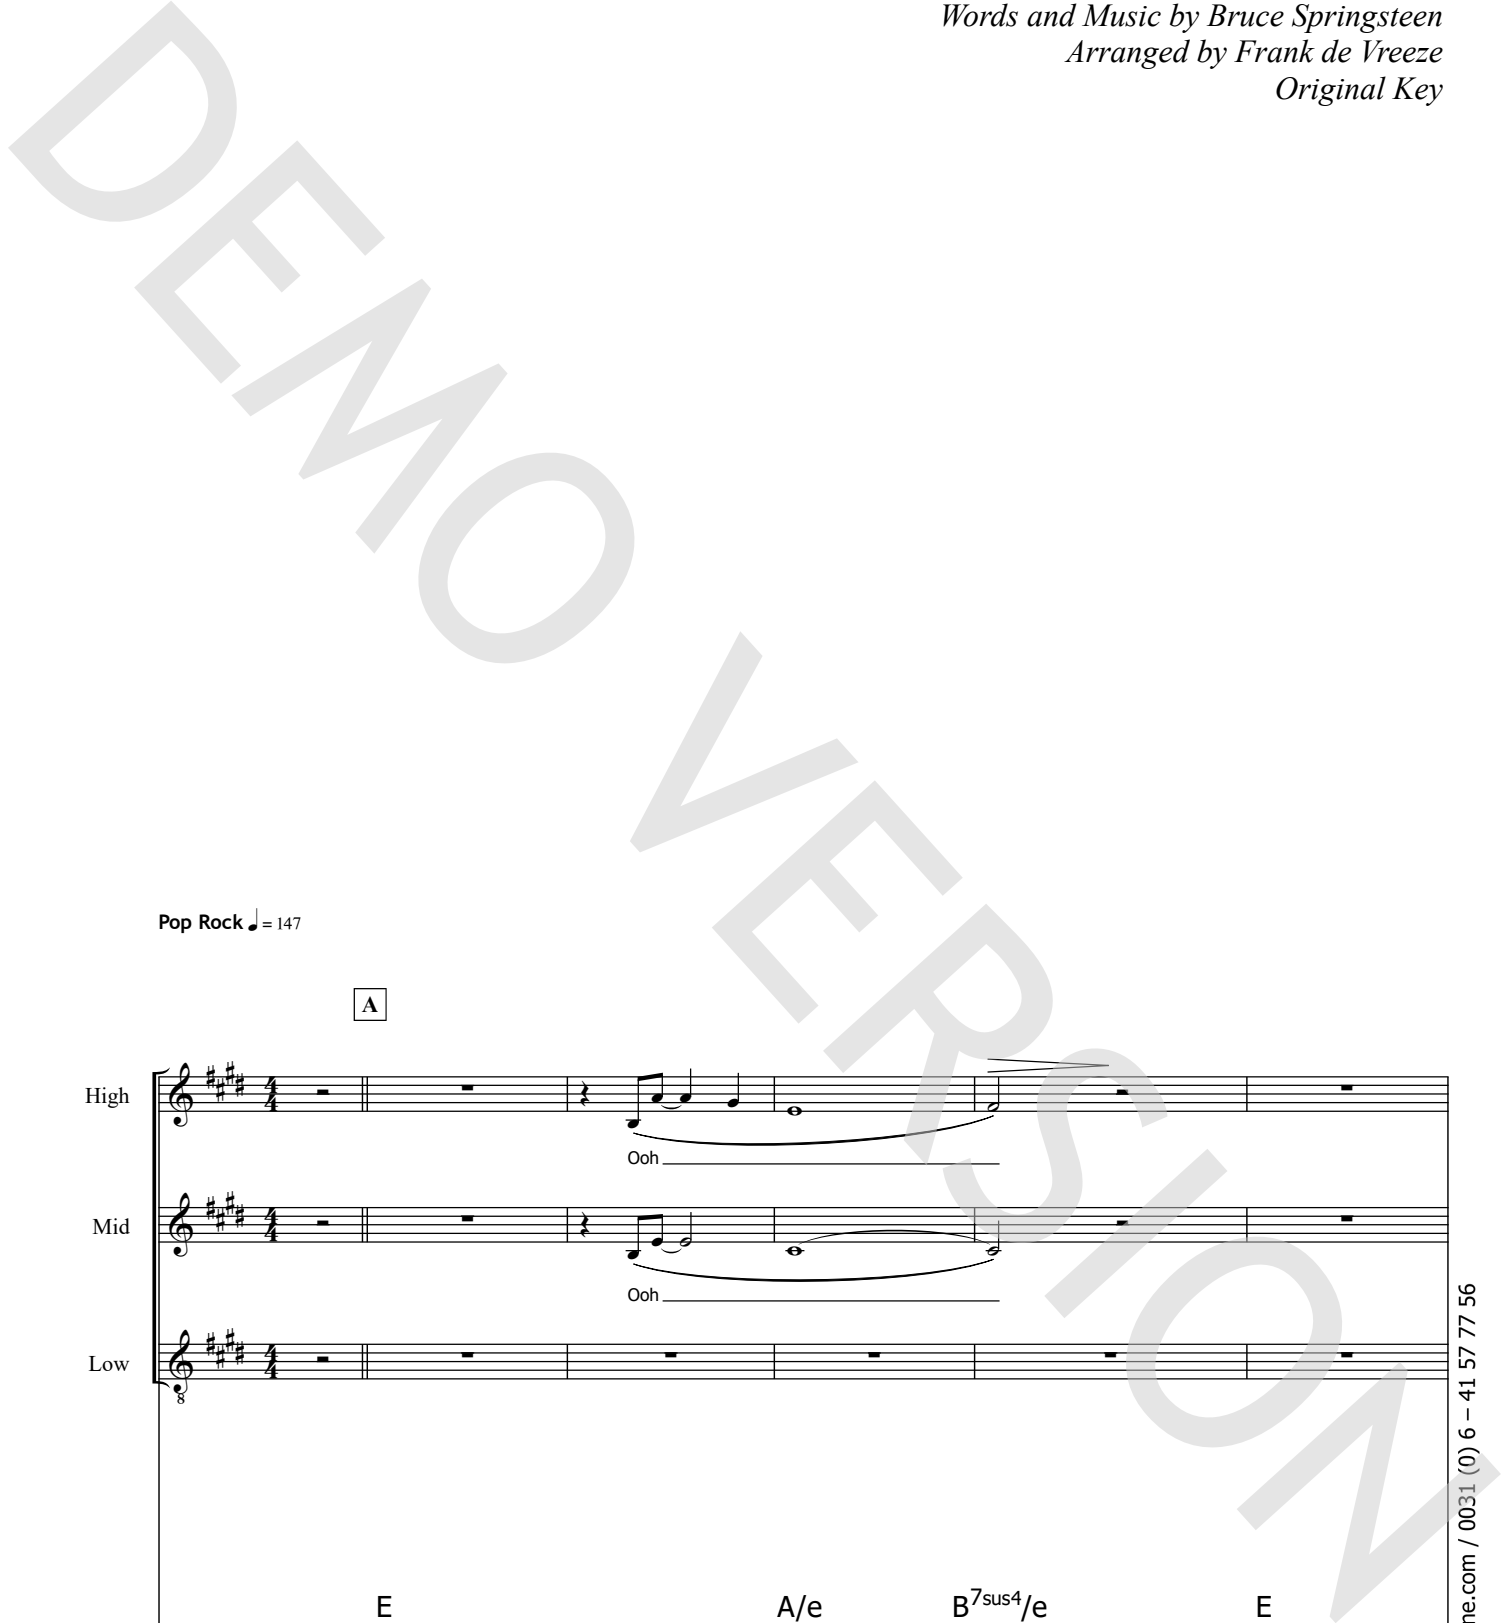 Words and Music by Bruce Springsteen
Arranged by Frank de Vreeze
Original Key
DEMO VERSION
Pop Rock ♩ = 147
A
High
Ooh
Mid
Ooh
Low
8
E A/e B7sus4/e E
ne.com / 0031 (0) 6 – 41 57 77 56